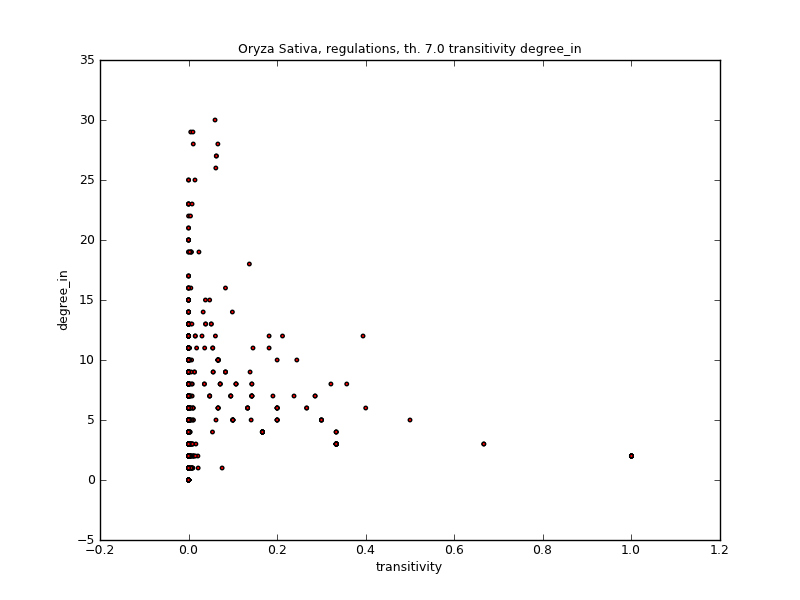 Oryza Sativa, regulations, th. 7.0 transitivity degree_in
35
30
25
20
15
10
5
0
−5
degree_in
−0.2 0.0 0.2 0.4 0.6 0.8 1.0 1.2
transitivity